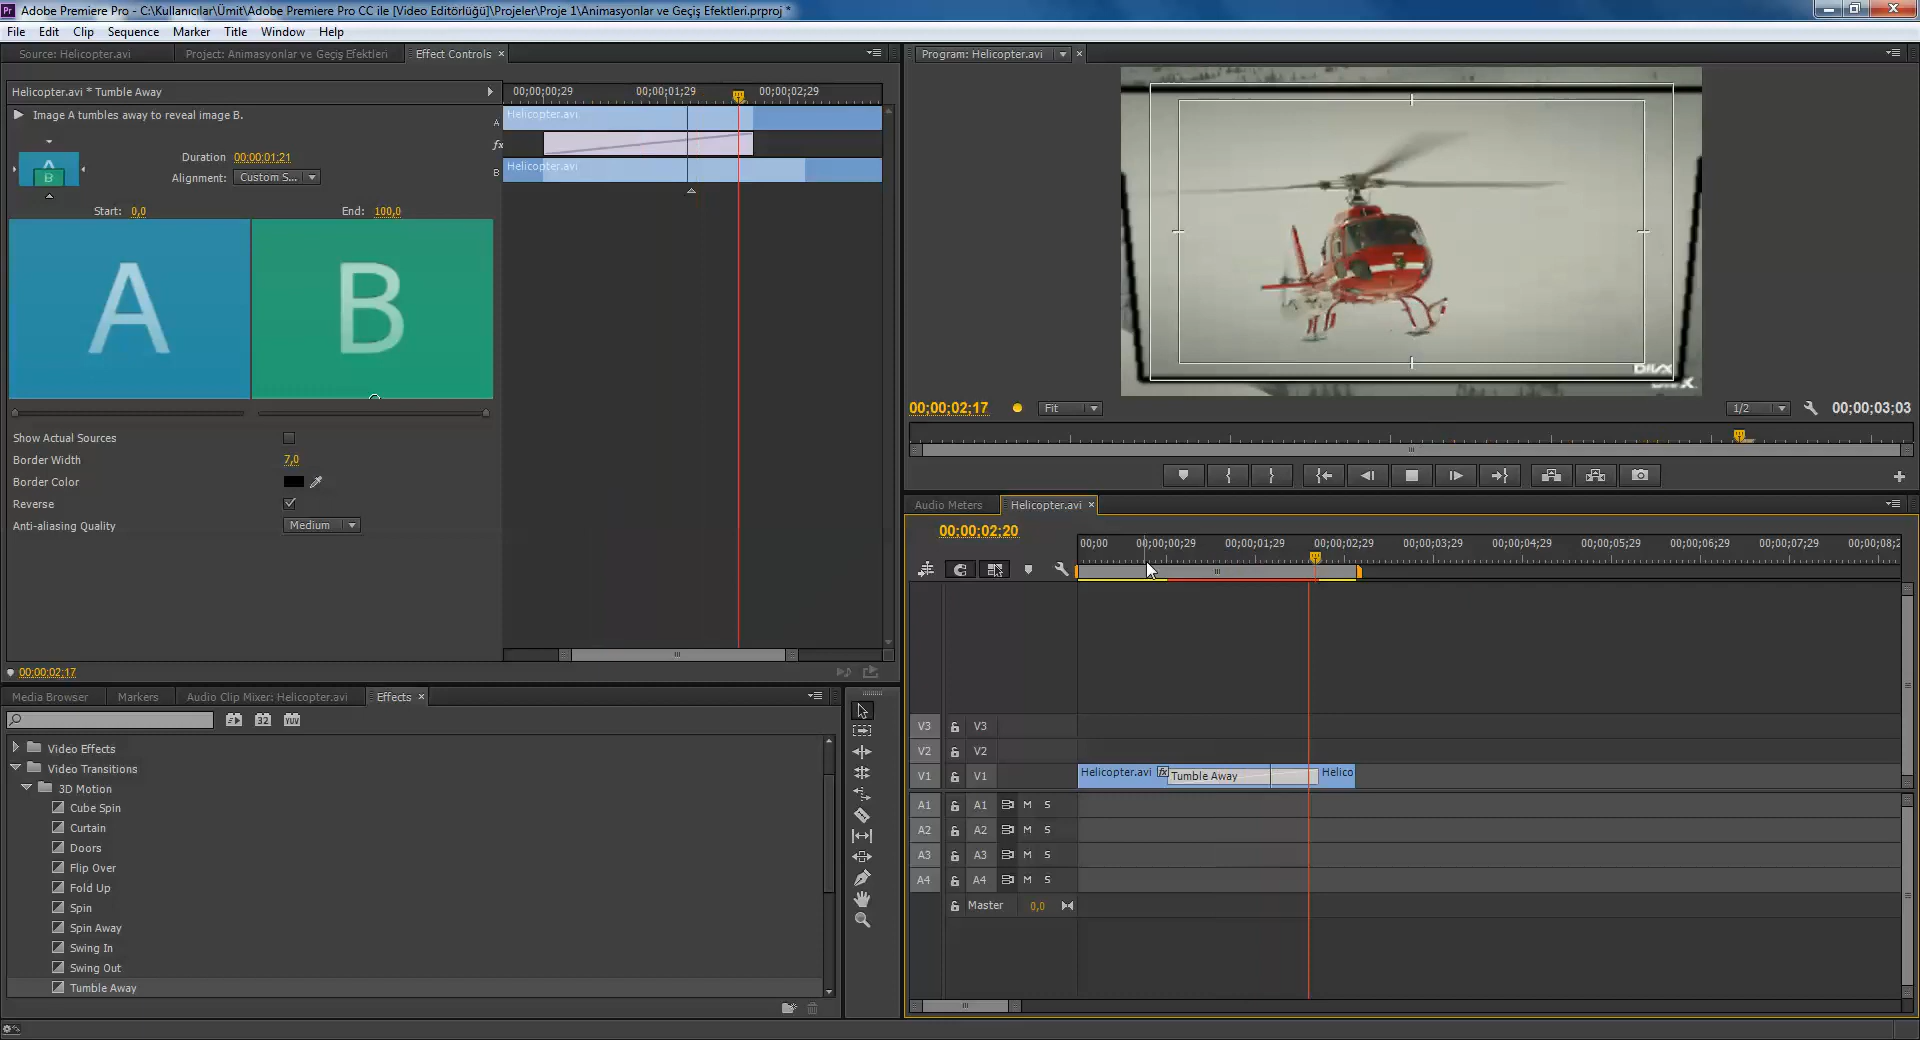 Adobe Premiere Pro - C:\Kullanıcılar\Ümit\Adobe Premiere Pro CC ile [Video Editörlüğü]\Projeler\Proje 1\Animasyonlar ve Geçiş Efektleri.prproj *
File Edit Clip Sequence Marker Title Window Help
Source: Helicopter.avi Project: Animasyonlar ve Geçiş Efektleri Effect Controls
Program: Helicopter.avi
Helicopter.avi * Tumble Away
00;00;00;29 00;00;01;29 00;00;02;29
Image A tumbles away to reveal image B.
A Helicopter.avi
fx
B Helicopter.avi
Duration 00;00;01;21
Alignment: Custom S...
A
B
Start: 0,0 End: 100,0
A B
Show Actual Sources
Border Width 7,0
Border Color
Reverse
Anti-aliasing Quality Medium
00;00;02;17
DIVX
00;00;02;17 Fit 1/2 00;00;03;03
Audio Meters Helicopter.avi
00;00;02;20
00;00 00;00;00;29 00;00;01;29 00;00;02;29 00;00;03;29 00;00;04;29 00;00;05;29 00;00;06;29 00;00;07;29 00;00;08;2
V3 V3
V2 V2
V1 V1 Helicopter.avi fx Tumble Away Helico
A1 A1 M S
A2 A2 M S
A3 A3 M S
A4 A4 M S
Master 0,0
Media Browser Markers Audio Clip Mixer: Helicopter.avi Effects
32 YUV
Video Effects
Video Transitions
3D Motion
Cube Spin
Curtain
Doors
Flip Over
Fold Up
Spin
Spin Away
Swing In
Swing Out
Tumble Away